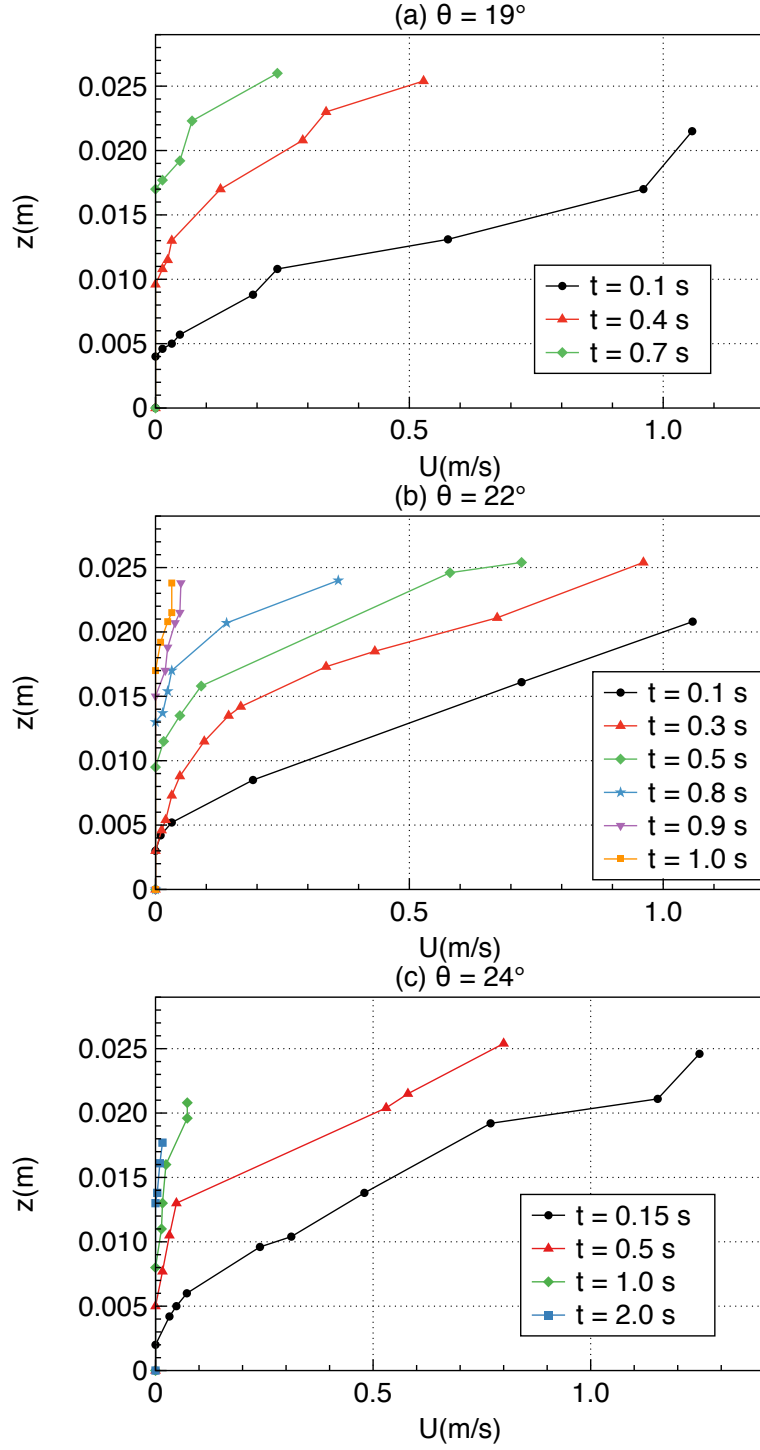 (a) θ = 19°
z(m)
0.025
0.020
0.015
0.010
0.005
0
t = 0.1 s
t = 0.4 s
t = 0.7 s
0 0.5 1.0
U(m/s)
(b) θ = 22°
z(m)
0.025
0.020
0.015
0.010
0.005
0
t = 0.1 s
t = 0.3 s
t = 0.5 s
t = 0.8 s
t = 0.9 s
t = 1.0 s
0 0.5 1.0
U(m/s)
(c) θ = 24°
z(m)
0.025
0.020
0.015
0.010
0.005
0
t = 0.15 s
t = 0.5 s
t = 1.0 s
t = 2.0 s
0 0.5 1.0
U(m/s)